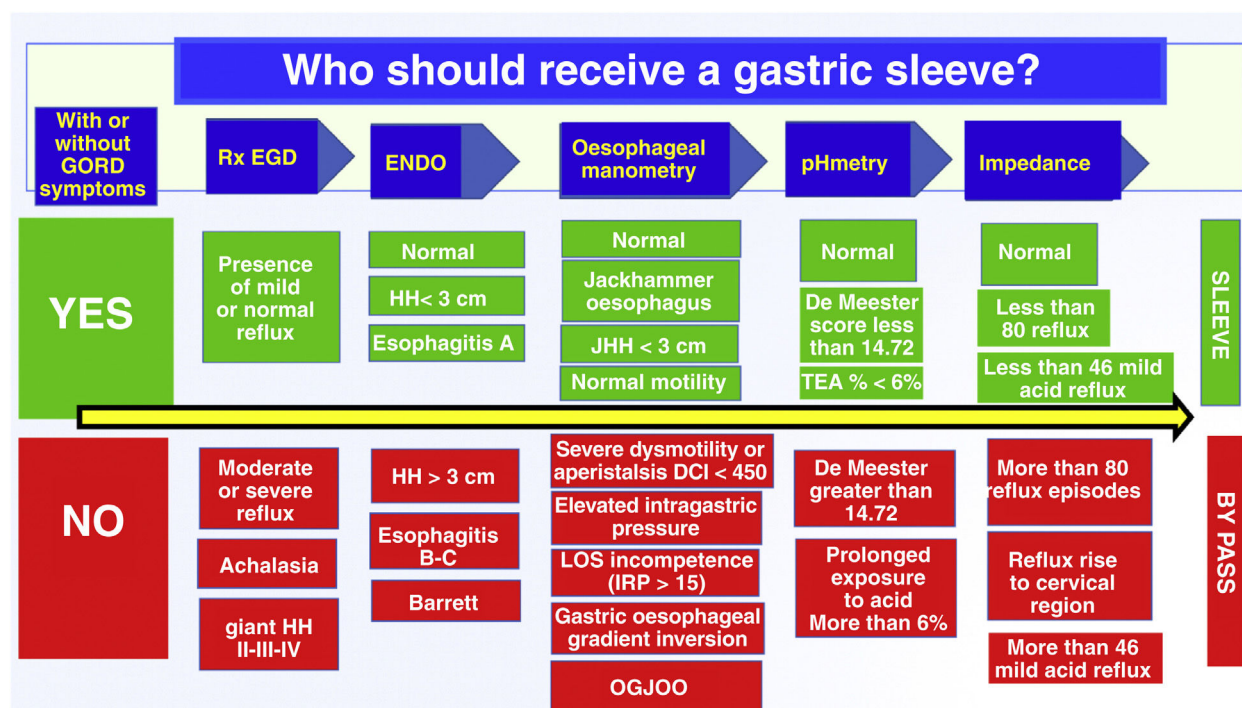 Who should receive a gastric sleeve?
With or
without
GORD
symptoms
Rx EGD
ENDO
Oesophageal
manometry
pHmetry
Impedance
YES
Presence
of mild
or normal
reflux
Normal
HH< 3 cm
Esophagitis A
Normal
Jackhammer
oesophagus
JHH < 3 cm
Normal motility
Normal
De Meester
score less
than 14.72
TEA % < 6%
Normal
Less than
80 reflux
Less than 46 mild
acid reflux
SLEEVE
NO
Moderate
or severe
reflux
Achalasia
giant HH
II-III-IV
HH > 3 cm
Esophagitis
B-C
Barrett
Severe dysmotility or
aperistalsis DCI < 450
Elevated intragastric
pressure
LOS incompetence
(IRP > 15)
Gastric oesophageal
gradient inversion
OGJOO
De Meester
greater than
14.72
Prolonged
exposure
to acid
More than 6%
More than 80
reflux episodes
Reflux rise
to cervical
region
More than 46
mild acid reflux
BY PASS